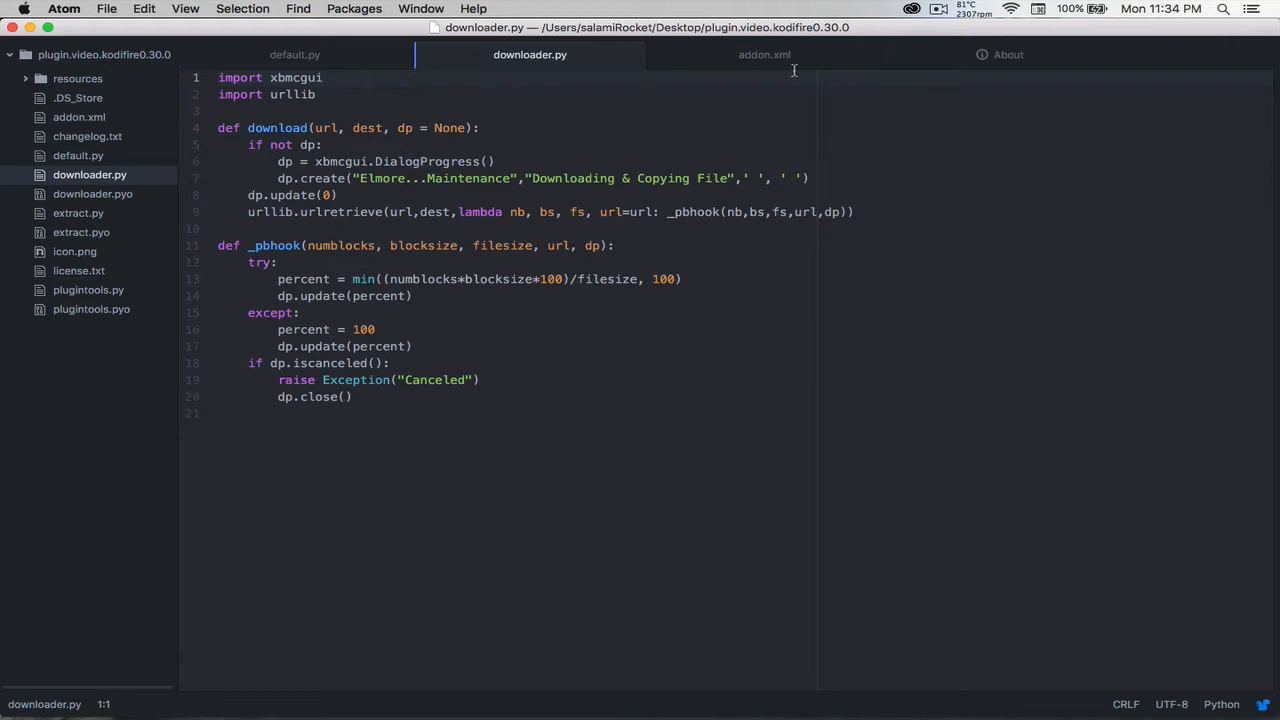 Atom File Edit View Selection Find Packages Window Help 81°C 2307rpm 100% Mon 11:34 PM
downloader.py — /Users/salamiRocket/Desktop/plugin.video.kodifire0.30.0
plugin.video.kodifire0.30.0
resources
.DS_Store
addon.xml
changelog.txt
default.py
downloader.py
downloader.pyo
extract.py
extract.pyo
icon.png
license.txt
plugintools.py
plugintools.pyo
default.py downloader.py addon.xml About
1 import xbmcgui
2 import urllib
3
4 def download(url, dest, dp = None):
5     if not dp:
6         dp = xbmcgui.DialogProgress()
7         dp.create("Elmore...Maintenance","Downloading & Copying File",' ', ' ')
8     dp.update(0)
9     urllib.urlretrieve(url,dest,lambda nb, bs, fs, url=url: _pbhook(nb,bs,fs,url,dp))
10
11 def _pbhook(numblocks, blocksize, filesize, url, dp):
12     try:
13         percent = min((numblocks*blocksize*100)/filesize, 100)
14         dp.update(percent)
15     except:
16         percent = 100
17         dp.update(percent)
18     if dp.iscanceled():
19         raise Exception("Canceled")
20         dp.close()
21
downloader.py 1:1 CRLF UTF-8 Python